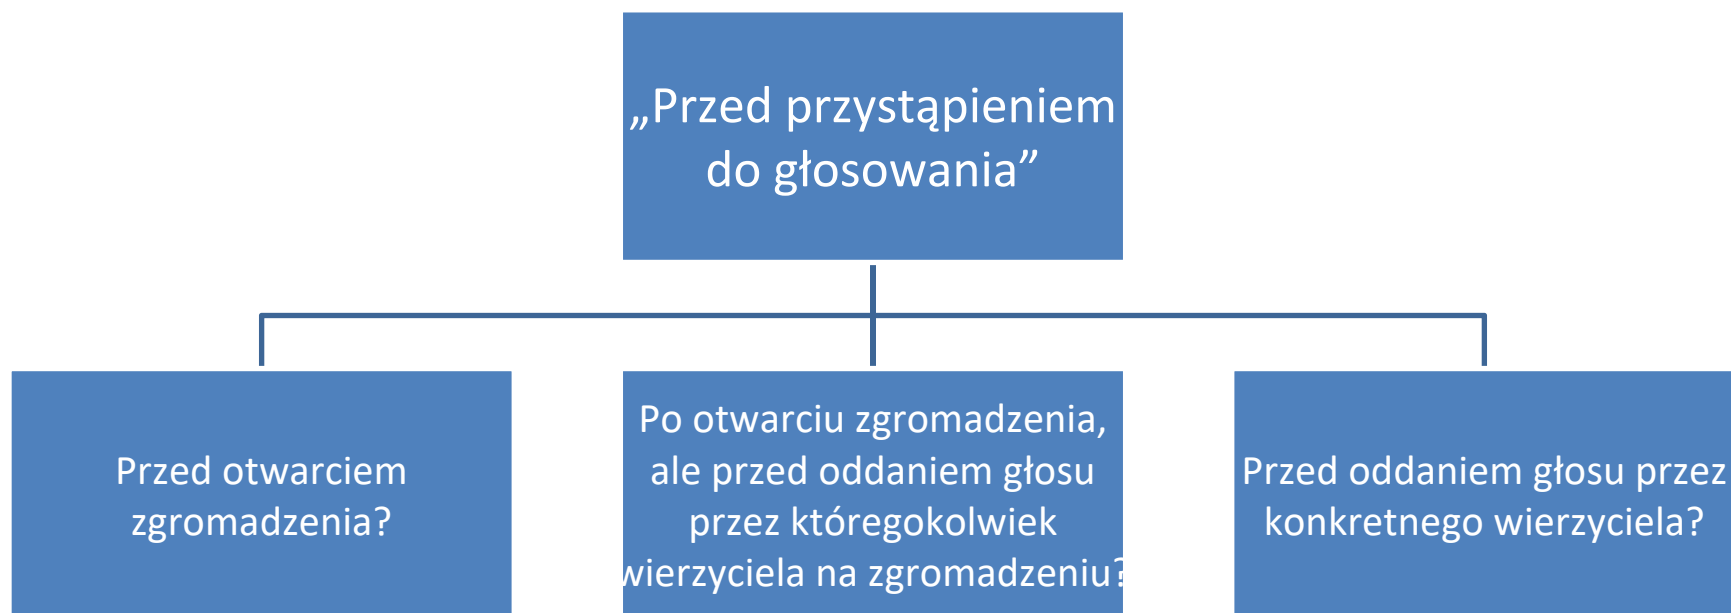 „Przed przystąpieniem
do głosowania”
Przed otwarciem
zgromadzenia?
Po otwarciu zgromadzenia,
ale przed oddaniem głosu
przez któregokolwiek
wierzyciela na zgromadzeniu?
Przed oddaniem głosu przez
konkretnego wierzyciela?